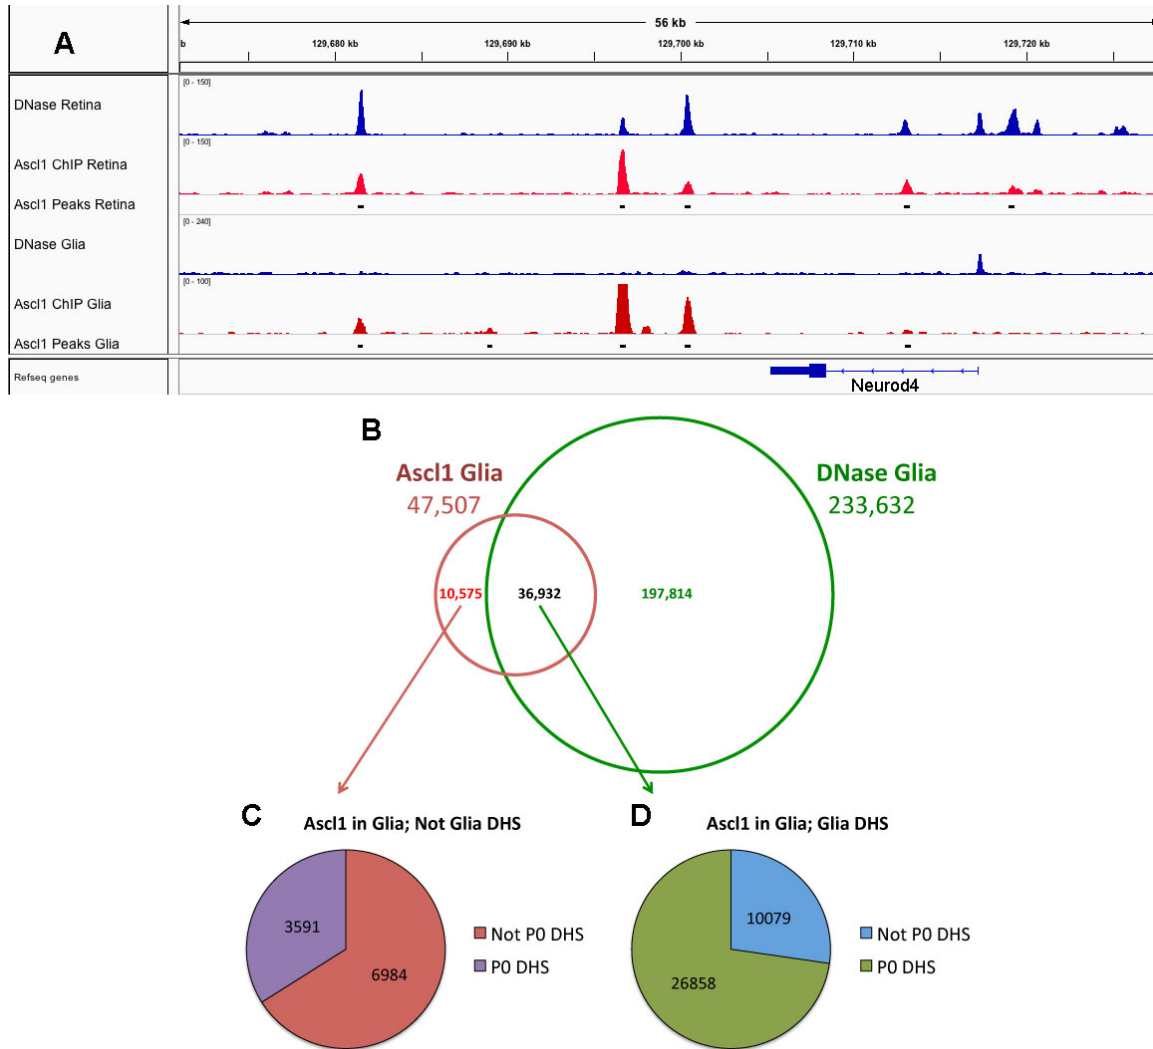 A
56 kb
b
129,680 kb
129,690 kb
129,700 kb
129,710 kb
129,720 kb
[0 - 150]
DNase Retina
[0 - 150]
Ascl1 ChIP Retina
Ascl1 Peaks Retina
[0 - 240]
DNase Glia
[0 - 100]
Ascl1 ChIP Glia
Ascl1 Peaks Glia
Refseq genes
Neurod4
B
Ascl1 Glia
47,507
DNase Glia
233,632
10,575
36,932
197,814
C
Ascl1 in Glia; Not Glia DHS
3591
6984
Not P0 DHS
P0 DHS
D
Ascl1 in Glia; Glia DHS
10079
26858
Not P0 DHS
P0 DHS